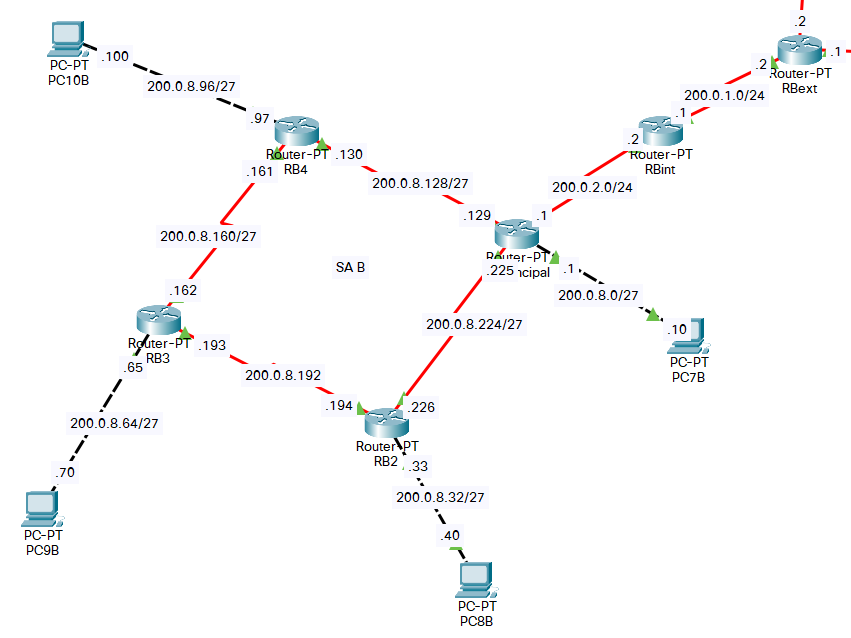 .2
.1
Router-PT
RBext
.2
200.0.1.0/24
.1
PC-PT
PC10B
.100
200.0.8.96/27
.97
Router-PT
RB4
.161
.130
200.0.8.128/27
.129
.2
Router-PT
RBint
200.0.2.0/24
.1
Router-PT
ncipal
.225
.1
200.0.8.160/27
SA B
200.0.8.0/27
.10
PC-PT
PC7B
.162
Router-PT
RB3
.193
.65
200.0.8.224/27
200.0.8.192
.194
.226
Router-PT
RB2
.33
200.0.8.64/27
.70
PC-PT
PC9B
200.0.8.32/27
.40
PC-PT
PC8B